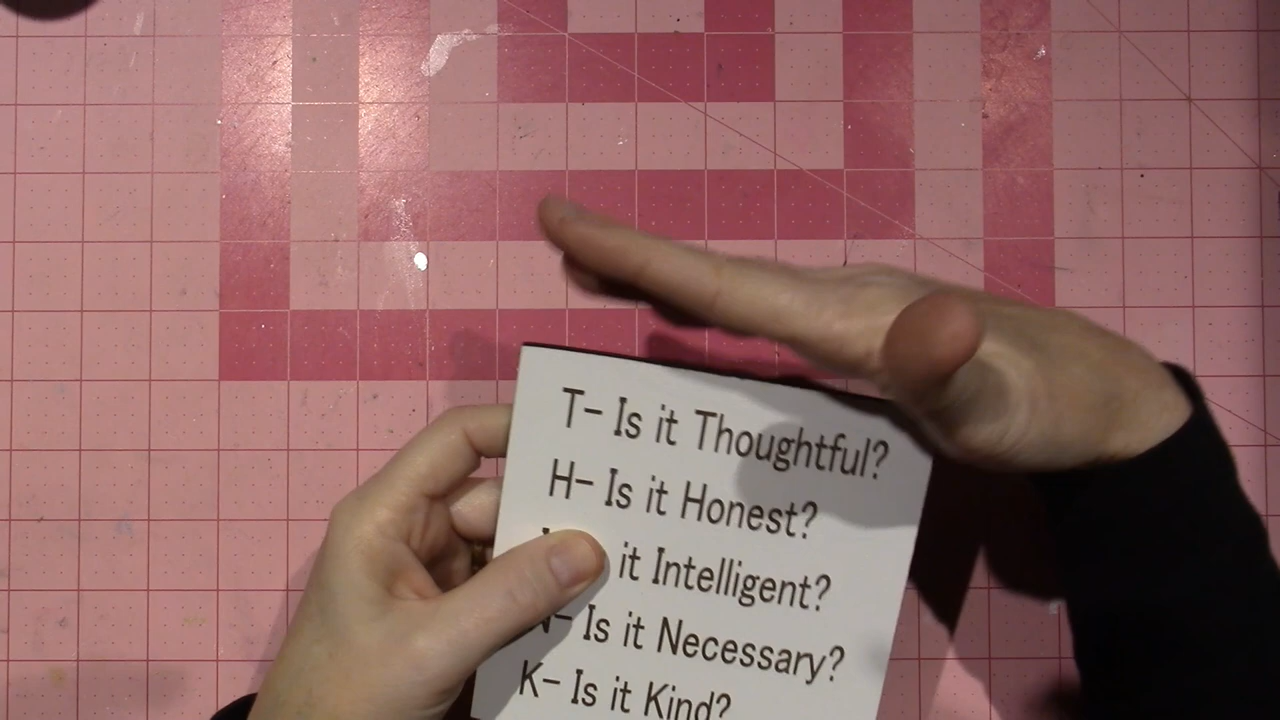 T- Is it Thoughtful?
H- Is it Honest?
it Intelligent?
N- Is it Necessary?
K- Is it Kind?